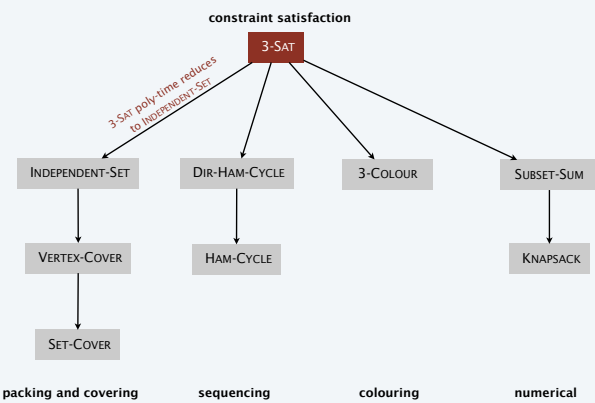 constraint satisfaction
3-SAT
3-SAT poly-time reduces
to INDEPENDENT-SET
INDEPENDENT-SET
DIR-HAM-CYCLE
3-COLOUR
SUBSET-SUM
VERTEX-COVER
HAM-CYCLE
KNAPSACK
SET-COVER
packing and covering
sequencing
colouring
numerical